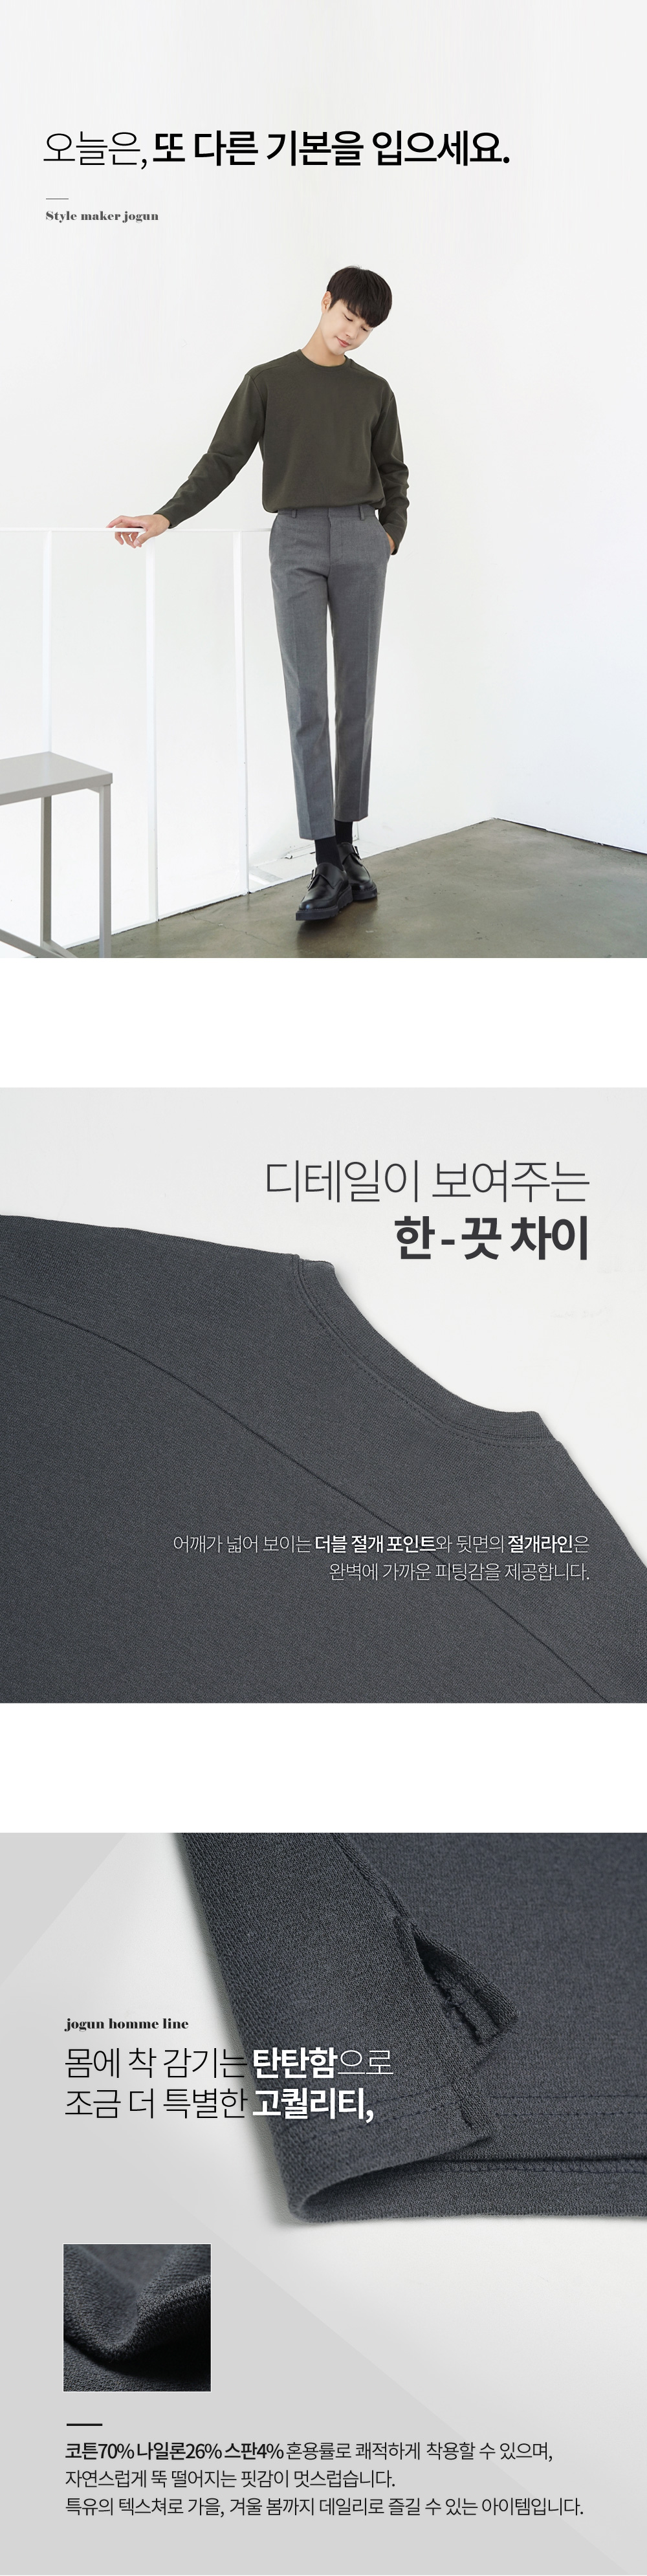 오늘은, 또 다른 기본을 입으세요.
Style maker jogun
디테일이 보여주는
한-끗 차이
어깨가 넓어 보이는 더블 절개 포인트와 뒷면의 절개라인은
완벽에 가까운 피팅감을 제공합니다.
jogun homme line
몸에 착 감기는 탄탄함으로
조금 더 특별한 고퀄리티,
코튼70% 나일론26% 스판4% 혼용률로 쾌적하게 착용할 수 있으며,
자연스럽게 뚝 떨어지는 핏감이 멋스럽습니다.
특유의 텍스쳐로 가을, 겨울 봄까지 데일리로 즐길 수 있는 아이템입니다.